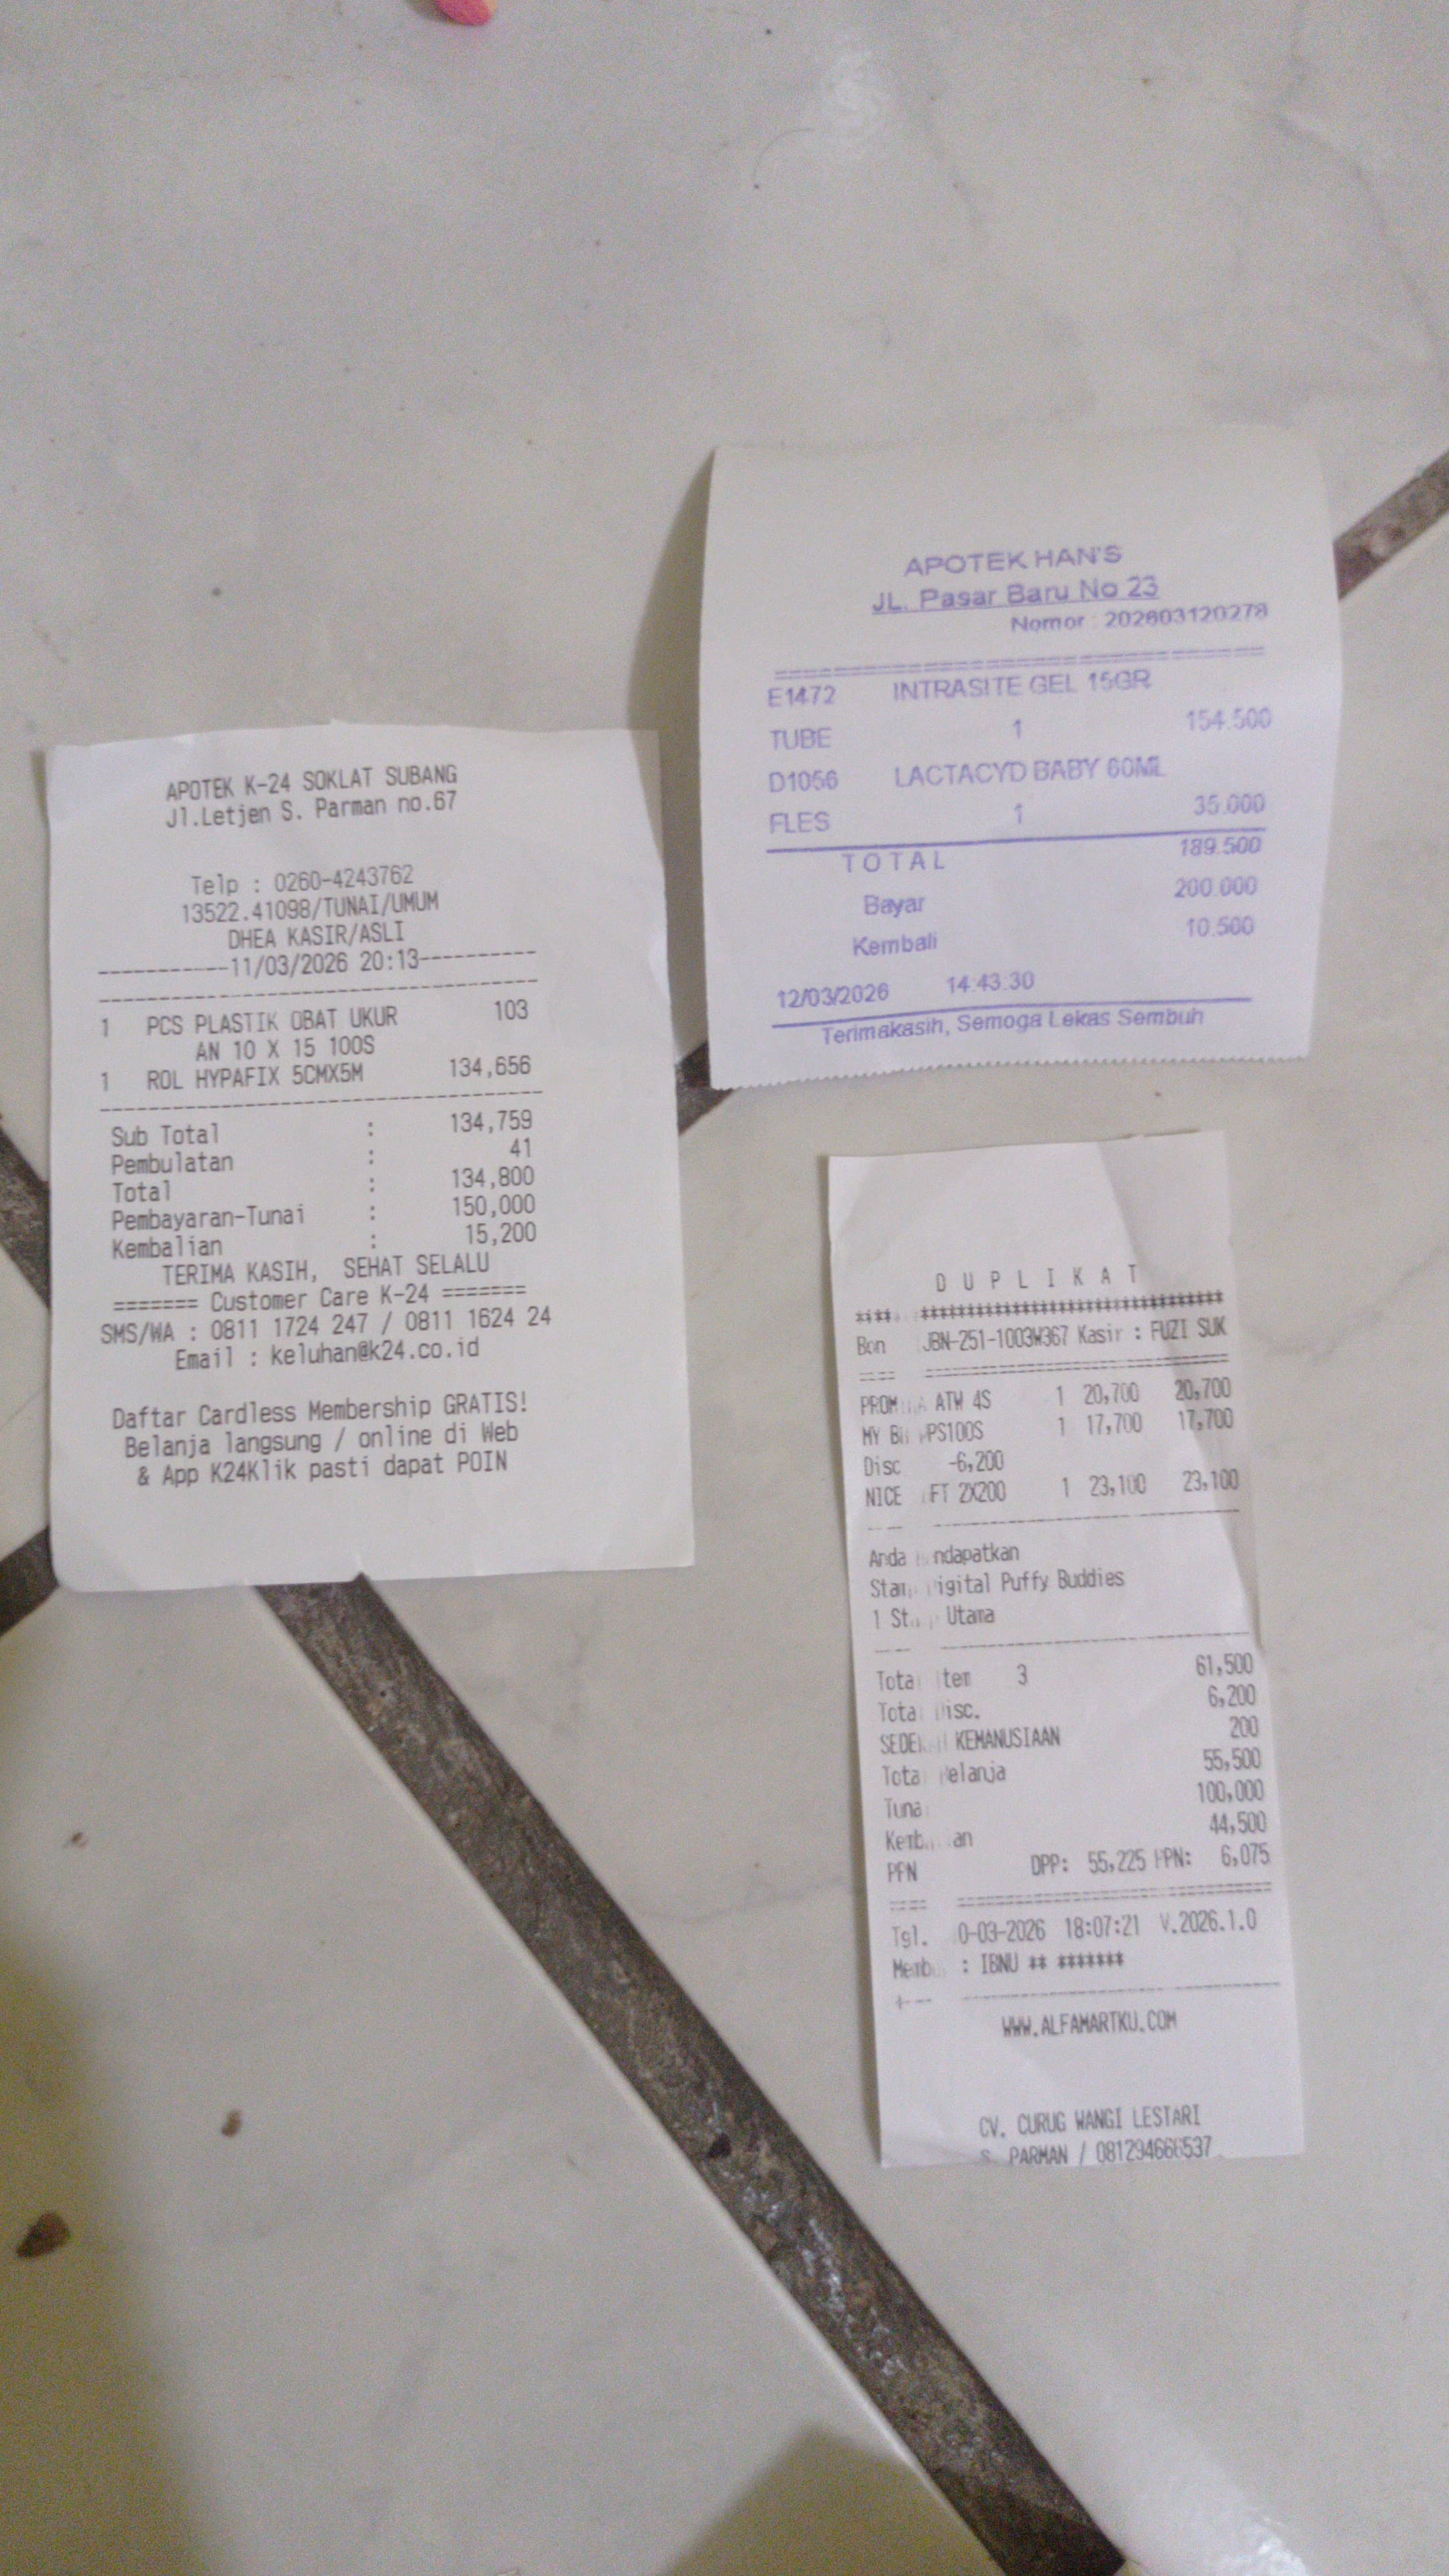 APOTEK K-24 SOKLAT SUBANG
Jl.Letjen S. Parman no.67
Telp : 0260-4243762
13522.41098/TUNAI/UMUM
DHEA KASIR/ASLI
-----------11/03/2026 20:13----------
1 PCS PLASTIK OBAT UKUR 103
AN 10 X 15 100S
1 ROL HYPAFIX 5CMX5M 134,656
Sub Total : 134,759
Pembulatan : 41
Total : 134,800
Pembayaran-Tunai : 150,000
Kembalian : 15,200
TERIMA KASIH, SEHAT SELALU
======= Customer Care K-24 =======
SMS/WA : 0811 1724 247 / 0811 1624 24
Email : keluhan@k24.co.id
Daftar Cardless Membership GRATIS!
Belanja langsung / online di Web
& App K24Klik pasti dapat POIN
APOTEK HAN'S
JL. Pasar Baru No 23
Nomor : 202603120278
E1472 INTRASITE GEL 15GR
TUBE 1 154.500
D1056 LACTACYD BABY 60ML
FLES 1 35.000
TOTAL 189.500
Bayar 200.000
Kembali 10.500
12/03/2026 14:43:30
Terimakasih, Semoga Lekas Sembuh
D U P L I K A T
Bon JBN-251-1003W367 Kasir : FUZI SUK
ATW 4S 1 20,700 20,700
MY 1 17,700 17,700
Disc -6,200
NICE 2X200 1 23,100 23,100
Anda
Puffy Buddies
1 Utama
3 61,500
6,200
KEMANUSIAAN 200
55,500
100,000
44,500
DPP: 55,225 PPN: 6,075
Tgl. 0-03-2026 18:07:21 V.2026.1.0
: IBNU ** *******
WWW.ALFAMARTKU.COM
CV. CURUG WANGI LESTARI
S. PARMAN / 081294666537